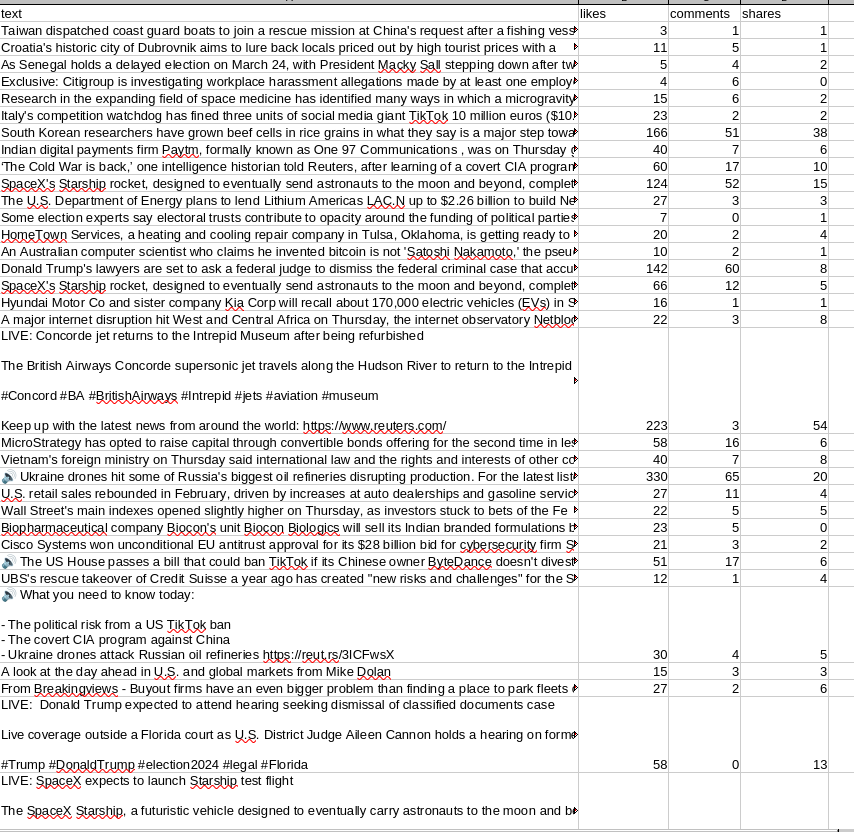 text likes comments shares
Taiwan dispatched coast guard boats to join a rescue mission at China's request after a fishing vess 3 1 1
Croatia's historic city of Dubrovnik aims to lure back locals priced out by high tourist prices with a 11 5 1
As Senegal holds a delayed election on March 24, with President Macky Sall stepping down after tw 5 4 2
Exclusive: Citigroup is investigating workplace harassment allegations made by at least one employ 4 6 0
Research in the expanding field of space medicine has identified many ways in which a microgravity 15 6 2
Italy's competition watchdog has fined three units of social media giant TikTok 10 million euros ($10. 23 2 2
South Korean researchers have grown beef cells in rice grains in what they say is a major step towa 166 51 38
Indian digital payments firm Paytm, formally known as One 97 Communications , was on Thursday g 40 7 6
'The Cold War is back,' one intelligence historian told Reuters, after learning of a covert CIA program 60 17 10
SpaceX's Starship rocket, designed to eventually send astronauts to the moon and beyond, complet 124 52 15
The U.S. Department of Energy plans to lend Lithium Americas LAC.N up to $2.26 billion to build Ne 27 3 3
Some election experts say electoral trusts contribute to opacity around the funding of political parties 7 0 1
HomeTown Services, a heating and cooling repair company in Tulsa, Oklahoma, is getting ready to 20 2 4
An Australian computer scientist who claims he invented bitcoin is not 'Satoshi Nakamoto,' the pseu 10 2 1
Donald Trump's lawyers are set to ask a federal judge to dismiss the federal criminal case that accu 142 60 8
SpaceX's Starship rocket, designed to eventually send astronauts to the moon and beyond, complet 66 12 5
Hyundai Motor Co and sister company Kia Corp will recall about 170,000 electric vehicles (EVs) in S 16 1 1
A major internet disruption hit West and Central Africa on Thursday, the internet observatory Netbloc 22 3 8
LIVE: Concorde jet returns to the Intrepid Museum after being refurbished
The British Airways Concorde supersonic jet travels along the Hudson River to return to the Intrepid
#Concord #BA #BritishAirways #Intrepid #jets #aviation #museum
Keep up with the latest news from around the world: https://www.reuters.com/ 223 3 54
MicroStrategy has opted to raise capital through convertible bonds offering for the second time in les 58 16 6
Vietnam's foreign ministry on Thursday said international law and the rights and interests of other co 40 7 8
🔊 Ukraine drones hit some of Russia's biggest oil refineries disrupting production. For the latest list 330 65 20
U.S. retail sales rebounded in February, driven by increases at auto dealerships and gasoline servic 27 11 4
Wall Street's main indexes opened slightly higher on Thursday, as investors stuck to bets of the Fe 22 5 5
Biopharmaceutical company Biocon's unit Biocon Biologics will sell its Indian branded formulations b 23 5 0
Cisco Systems won unconditional EU antitrust approval for its $28 billion bid for cybersecurity firm S 21 3 2
🔊 The US House passes a bill that could ban TikTok if its Chinese owner ByteDance doesn't divest 51 17 6
UBS's rescue takeover of Credit Suisse a year ago has created "new risks and challenges" for the S 12 1 4
🔊 What you need to know today:
- The political risk from a US TikTok ban
- The covert CIA program against China
- Ukraine drones attack Russian oil refineries https://reut.rs/3ICFwsX 30 4 5
A look at the day ahead in U.S. and global markets from Mike Dolan 15 3 3
From Breakingviews - Buyout firms have an even bigger problem than finding a place to park fleets 27 2 6
LIVE:  Donald Trump expected to attend hearing seeking dismissal of classified documents case
Live coverage outside a Florida court as U.S. District Judge Aileen Cannon holds a hearing on forme
#Trump #DonaldTrump #election2024 #legal #Florida 58 0 13
LIVE: SpaceX expects to launch Starship test flight
The SpaceX Starship, a futuristic vehicle designed to eventually carry astronauts to the moon and be